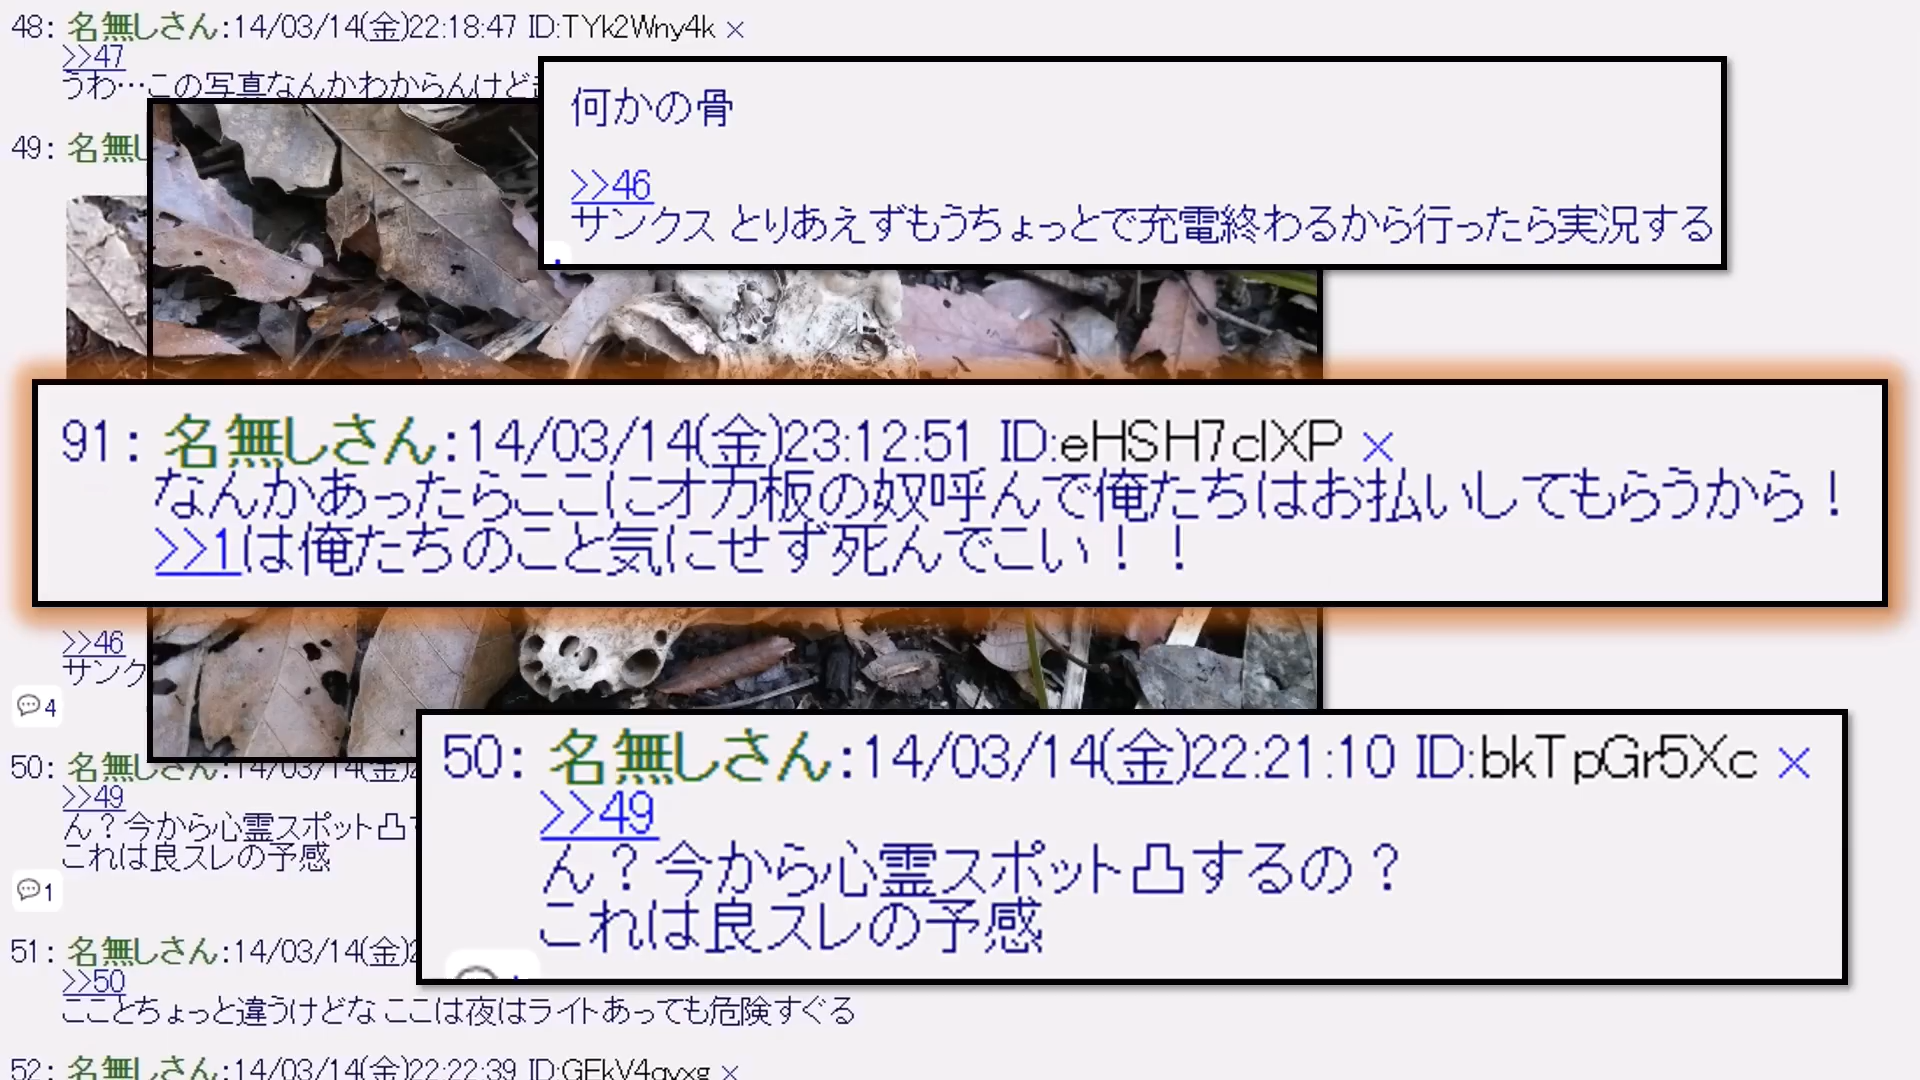 48: 名無しさん:14/03/14(金)22:18:47 ID:TYk2Wny4k ×
>>47
うわ…この写真なんかわからんけど
何かの骨
>>46
サンクス とりあえずもうちょっとで充電終わるから行ったら実況する
49: 名無し
91: 名無しさん:14/03/14(金)23:12:51 ID:eHSH7clXP ×
なんかあったらここにオカ板の奴呼んで俺たちはお払いしてもらうから！
>>1は俺たちのこと気にせず死んでこい！！
>>46
サンク
4
50: 名無しさん:14/03/14(金)2
>>49
ん？今から心霊スポット凸
これは良スレの予感
1
50: 名無しさん:14/03/14(金)22:21:10 ID:bkTpGr5Xc ×
>>49
ん？今から心霊スポット凸するの？
これは良スレの予感
51: 名無しさん:14/03/14(金)2
>>50
こことちょっと違うけどな ここは夜はライトあっても危険すぐる
52: 名無しさん:14/03/14(金)22:22:39 ID:GEkV4qyxg ×